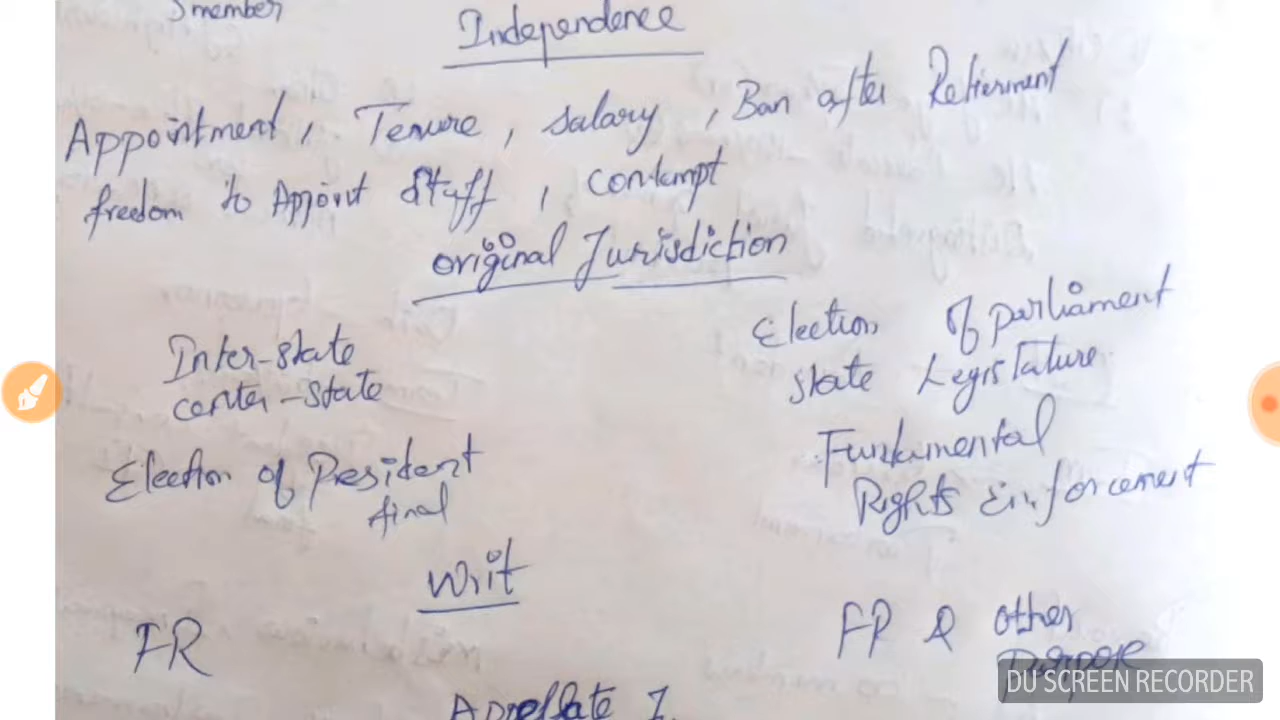 5 member
Independence
Appointment, Tenure, Salary, Ban after Retierment
freedom to Appoint Staff, contempt
original Jurisdiction
Inter-state
center-state
Election of parliament
state Legislature
Election of President
final
Fundamental
Rights Enforcement
Writ
FR
FR & other
purpose
Appellate J.
DU SCREEN RECORDER